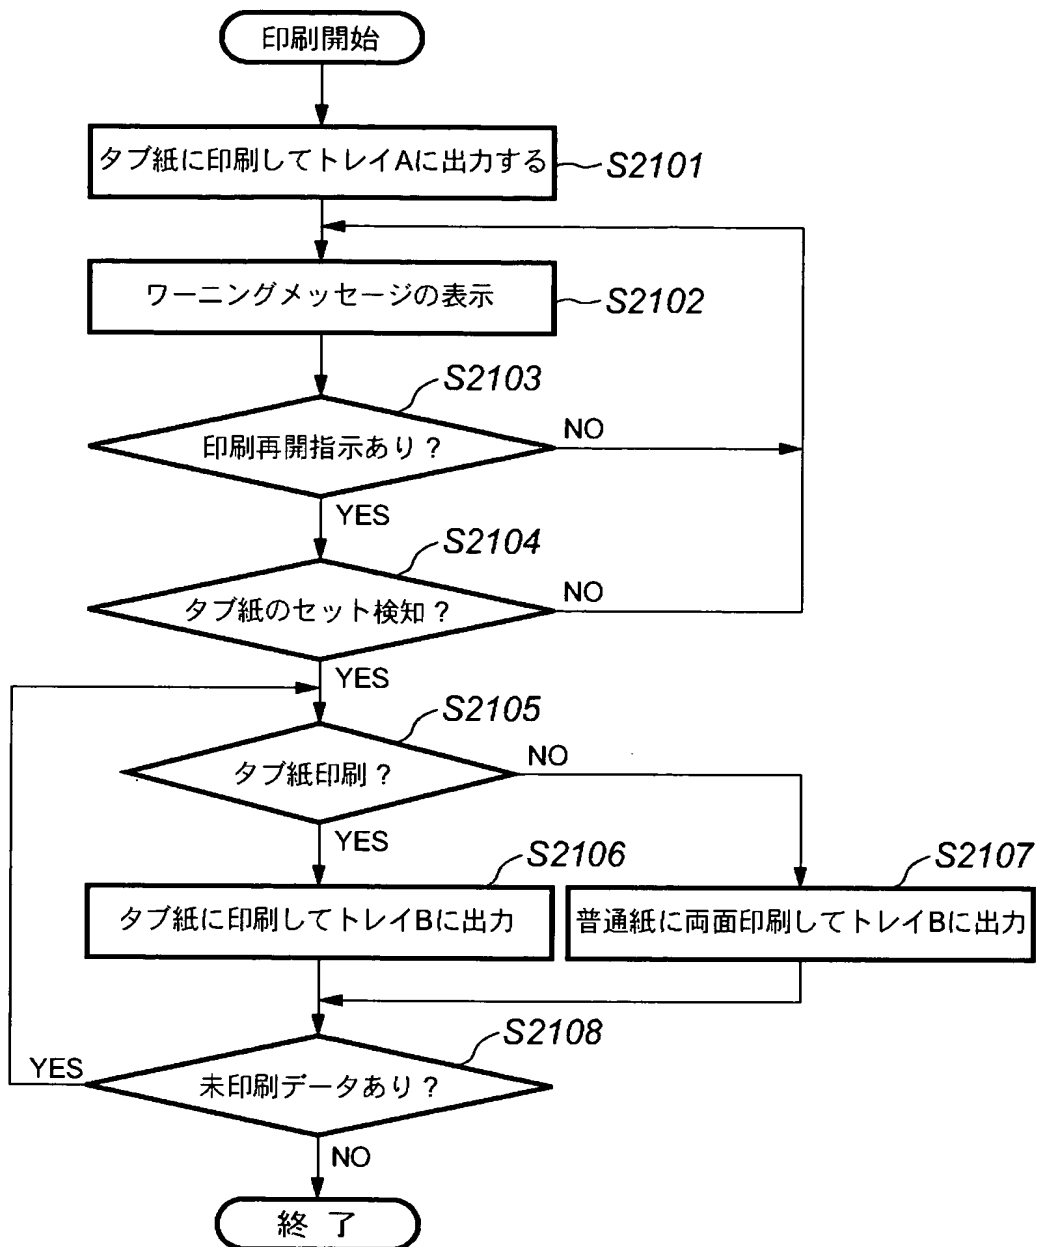 印刷開始
タブ紙に印刷してトレイAに出力する
S2101
ワーニングメッセージの表示
S2102
S2103
印刷再開指示あり?
NO
YES
S2104
タブ紙のセット検知?
NO
YES
S2105
タブ紙印刷?
NO
YES
S2106
S2107
タブ紙に印刷してトレイBに出力
普通紙に両面印刷してトレイBに出力
S2108
YES
未印刷データあり?
NO
終 了